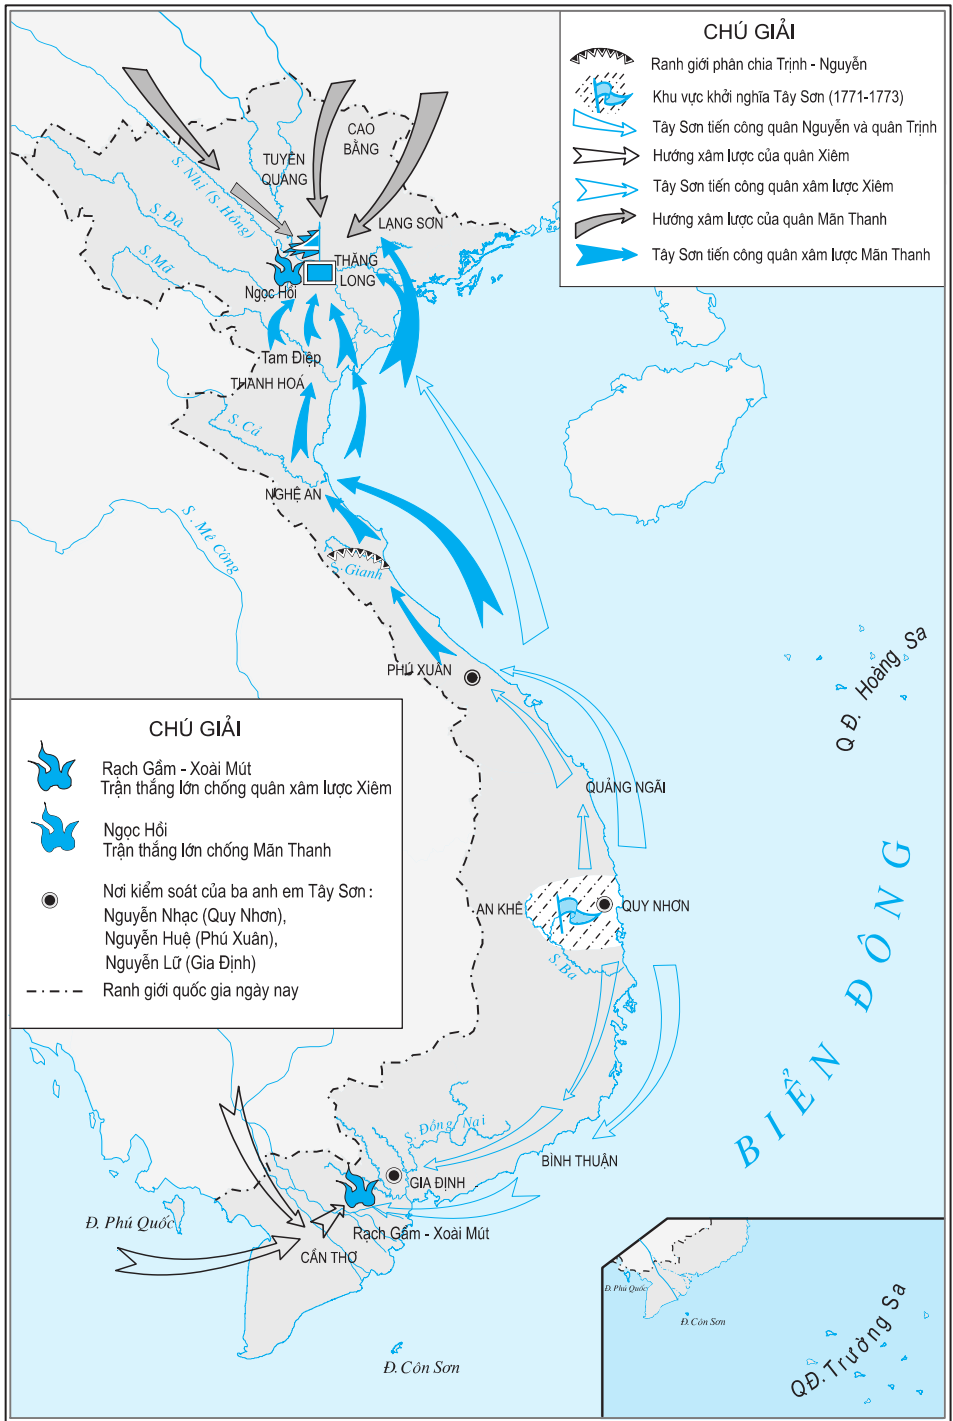 CHÚ GIẢI
Ranh giới phân chia Trịnh - Nguyễn
Khu vực khởi nghĩa Tây Sơn (1771-1773)
Tây Sơn tiến công quân Nguyễn và quân Trịnh
Hướng xâm lược của quân Xiêm
Tây Sơn tiến công quân xâm lược Xiêm
Hướng xâm lược của quân Mãn Thanh
Tây Sơn tiến công quân xâm lược Mãn Thanh
CAO
BẰNG
TUYÊN
QUANG
S. Nhị (S. Hồng)
S. Đà
S. Mã
LẠNG SƠN
THĂNG
LONG
Ngọc Hồi
Tam Điệp
THANH HOÁ
S. Cả
NGHỆ AN
S. Mê Công
Gianh
PHÚ XUÂN
QĐ. Hoàng Sa
CHÚ GIẢI
Rạch Gầm - Xoài Mút
Trận thắng lớn chống quân xâm lược Xiêm
Ngọc Hồi
Trận thắng lớn chống Mãn Thanh
Nơi kiểm soát của ba anh em Tây Sơn :
Nguyễn Nhạc (Quy Nhơn),
Nguyễn Huệ (Phú Xuân),
Nguyễn Lữ (Gia Định)
Ranh giới quốc gia ngày nay
QUẢNG NGÃI
AN KHÊ
QUY NHƠN
S. Ba
BIỂN ĐÔNG
S. Đồng Nai
BÌNH THUẬN
GIA ĐỊNH
Đ. Phú Quốc
Rạch Gầm - Xoài Mút
CẦN THƠ
Đ. Côn Sơn
Đ. Phú Quốc
Đ. Côn Sơn
QĐ. Trường Sa